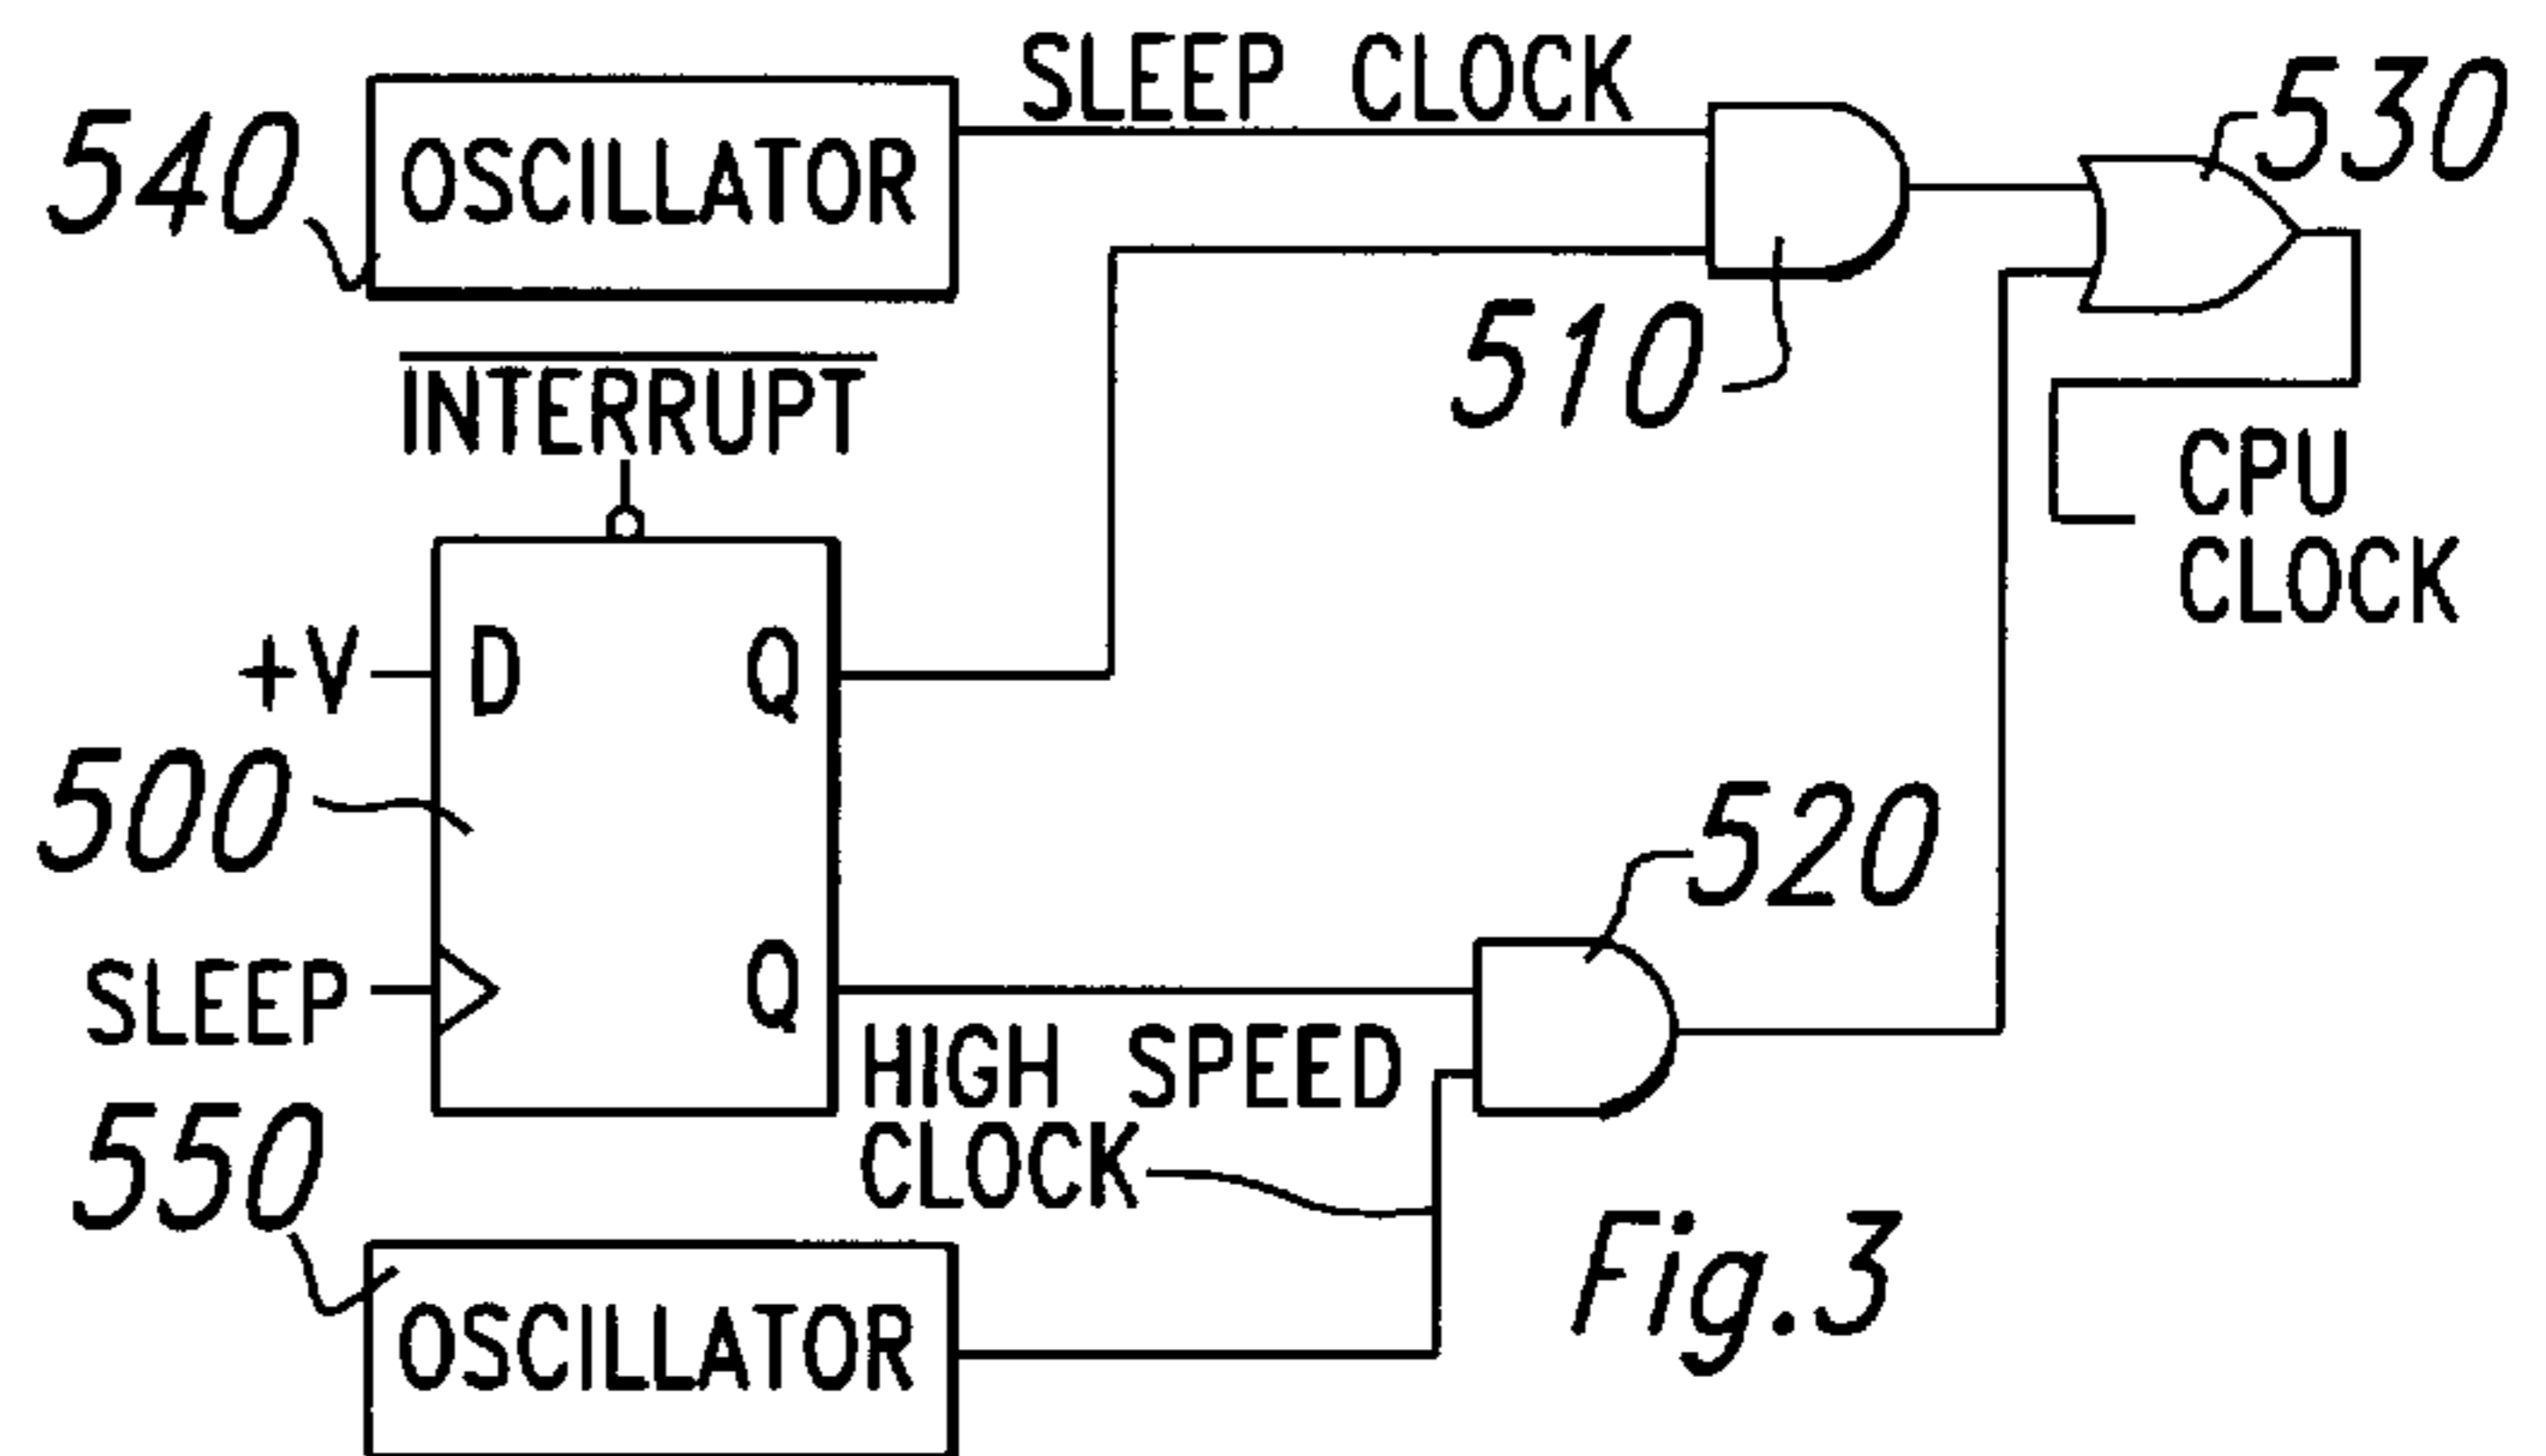 SLEEP CLOCK
530
540
OSCILLATOR
510
INTERRUPT
CPU
CLOCK
+V
D
Q
500
520
SLEEP
Q
HIGH SPEED
CLOCK
550
OSCILLATOR
Fig.3